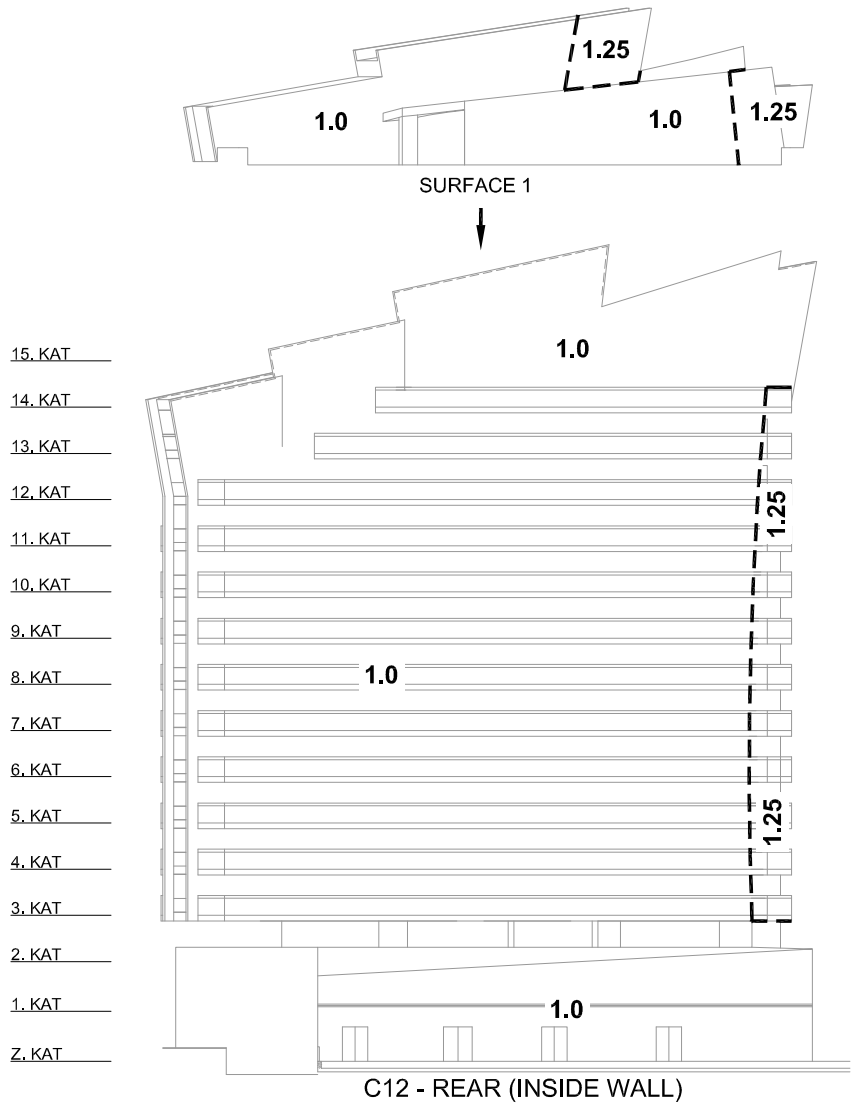 1.25
1.0 1.0 1.25
SURFACE 1
15. KAT 1.0
14. KAT
13. KAT
12. KAT 1.25
11. KAT
10. KAT
9. KAT
8. KAT 1.0
7. KAT
6. KAT
5. KAT 1.25
4. KAT
3. KAT
2. KAT
1. KAT 1.0
Z. KAT
C12 - REAR (INSIDE WALL)